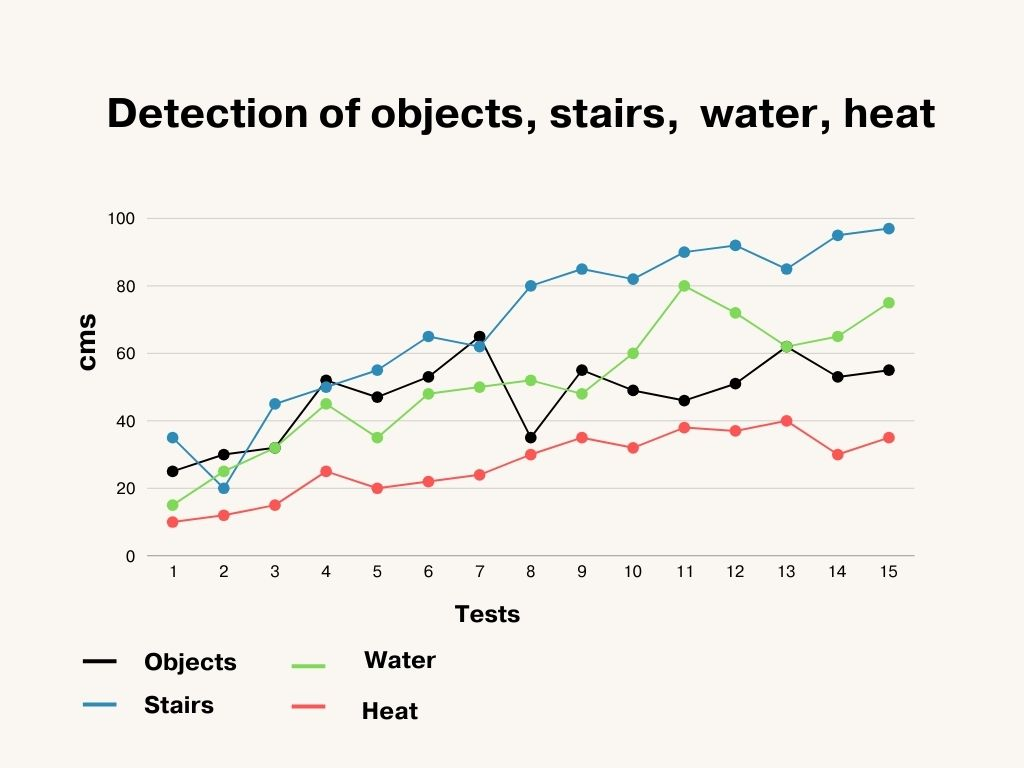 Detection of objects, stairs,  water, heat
100
80
60
40
20
0
cms
1 2 3 4 5 6 7 8 9 10 11 12 13 14 15
Tests
Objects Water
Stairs Heat